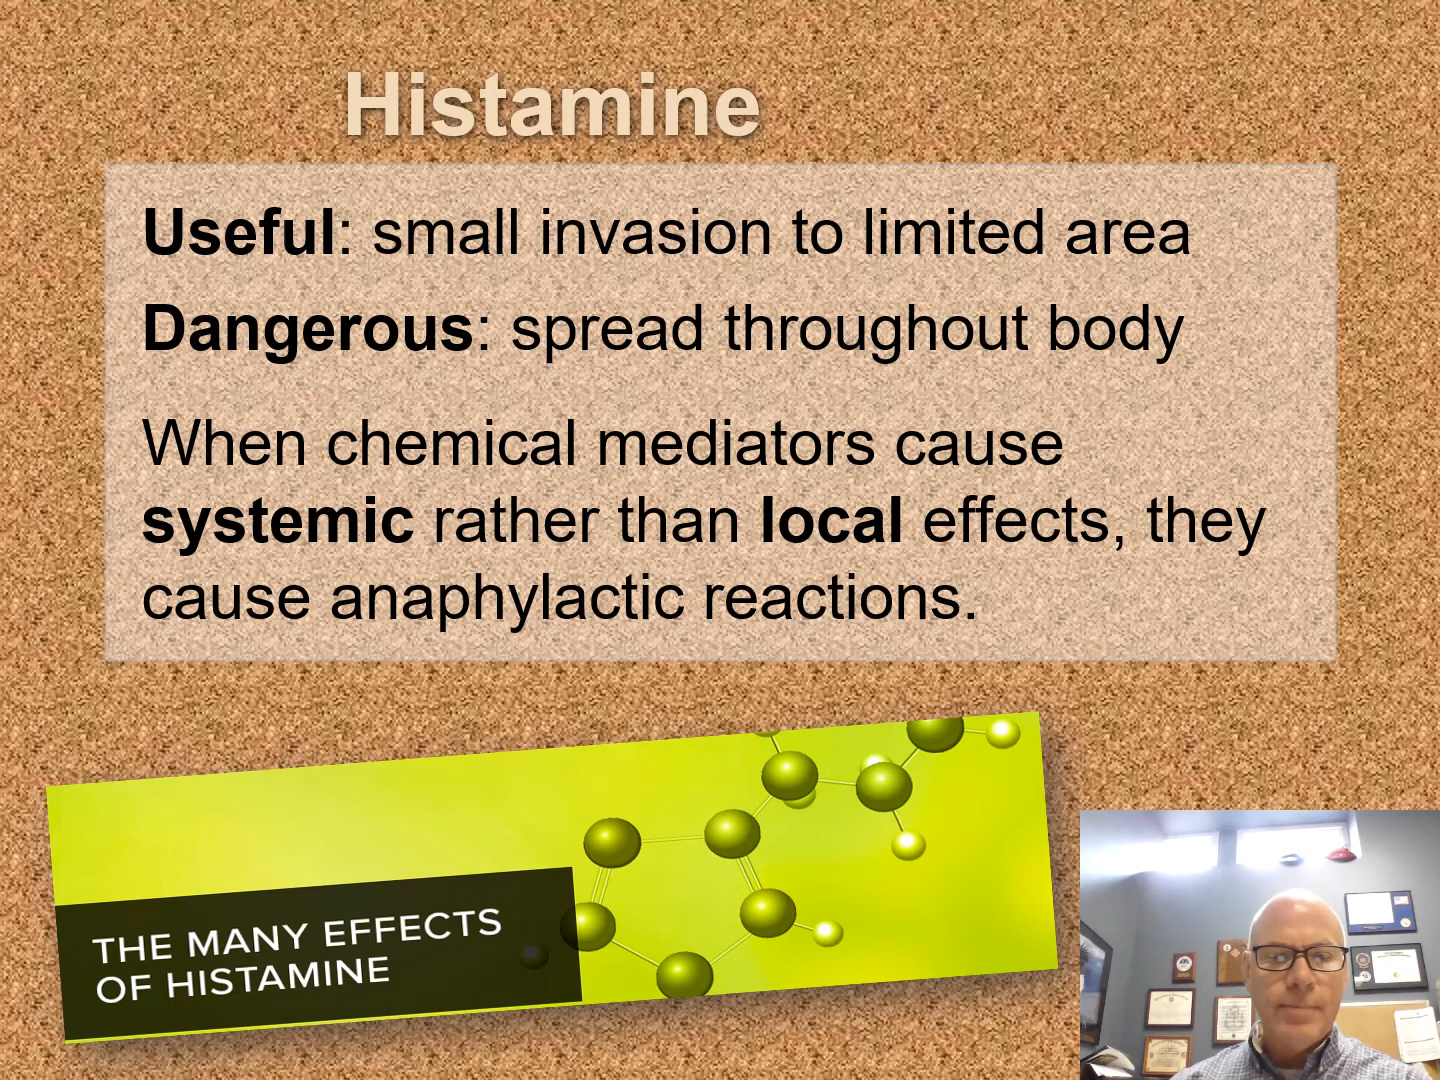 Histamine
Useful: small invasion to limited area
Dangerous: spread throughout body
When chemical mediators cause
systemic rather than local effects, they
cause anaphylactic reactions.
THE MANY EFFECTS
OF HISTAMINE